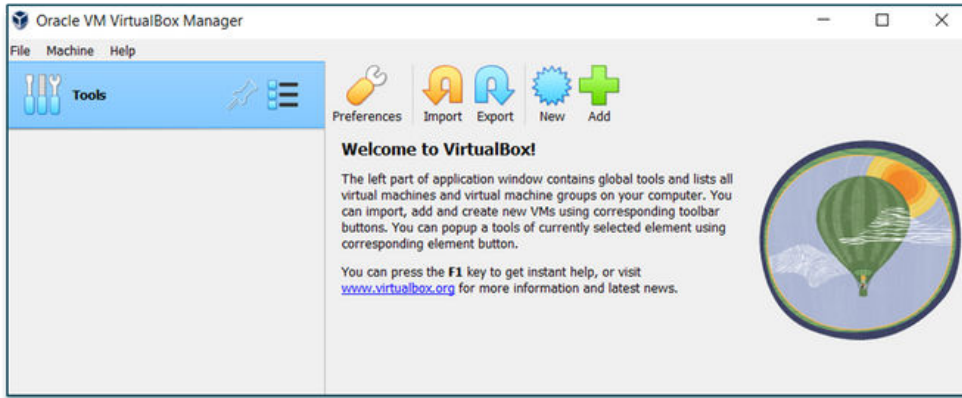 Oracle VM VirtualBox Manager
File Machine Help
Tools
Preferences Import Export New Add
Welcome to VirtualBox!
The left part of application window contains global tools and lists all
virtual machines and virtual machine groups on your computer. You
can import, add and create new VMs using corresponding toolbar
buttons. You can popup a tools of currently selected element using
corresponding element button.
You can press the F1 key to get instant help, or visit
www.virtualbox.org for more information and latest news.